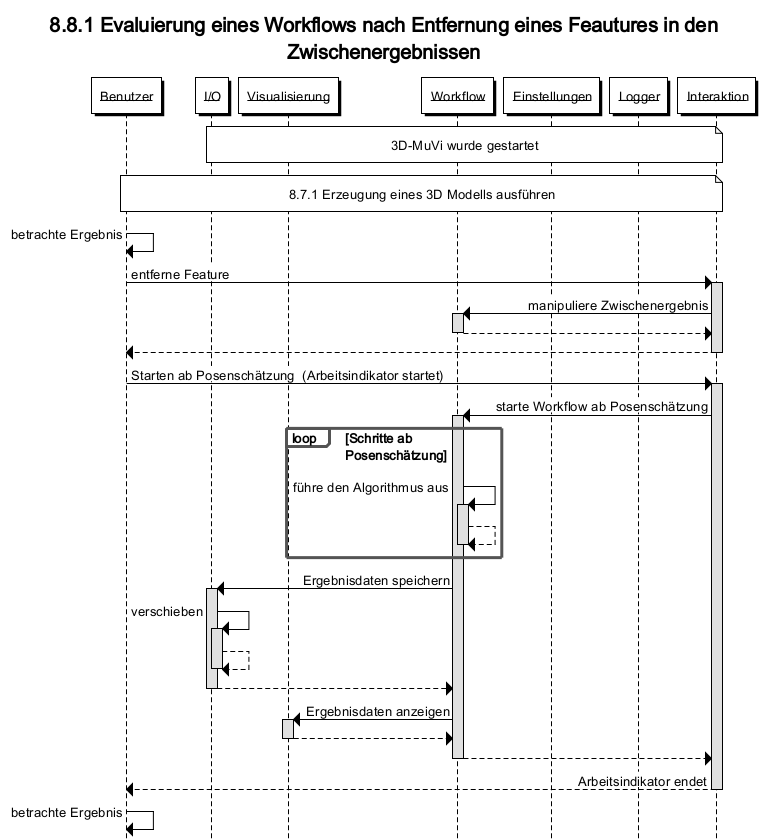 8.8.1 Evaluierung eines Workflows nach Entfernung eines Feautures in den
Zwischenergebnissen
Benutzer
I/O
Visualisierung
Workflow
Einstellungen
Logger
Interaktion
3D-MuVi wurde gestartet
8.7.1 Erzeugung eines 3D Modells ausführen
betrachte Ergebnis
entferne Feature
manipuliere Zwischenergebnis
Starten ab Posenschätzung (Arbeitsindikator startet)
starte Workflow ab Posenschätzung
loop
[Schritte ab
Posenschätzung]
führe den Algorithmus aus
Ergebnisdaten speichern
verschieben
Ergebnisdaten anzeigen
Arbeitsindikator endet
betrachte Ergebnis